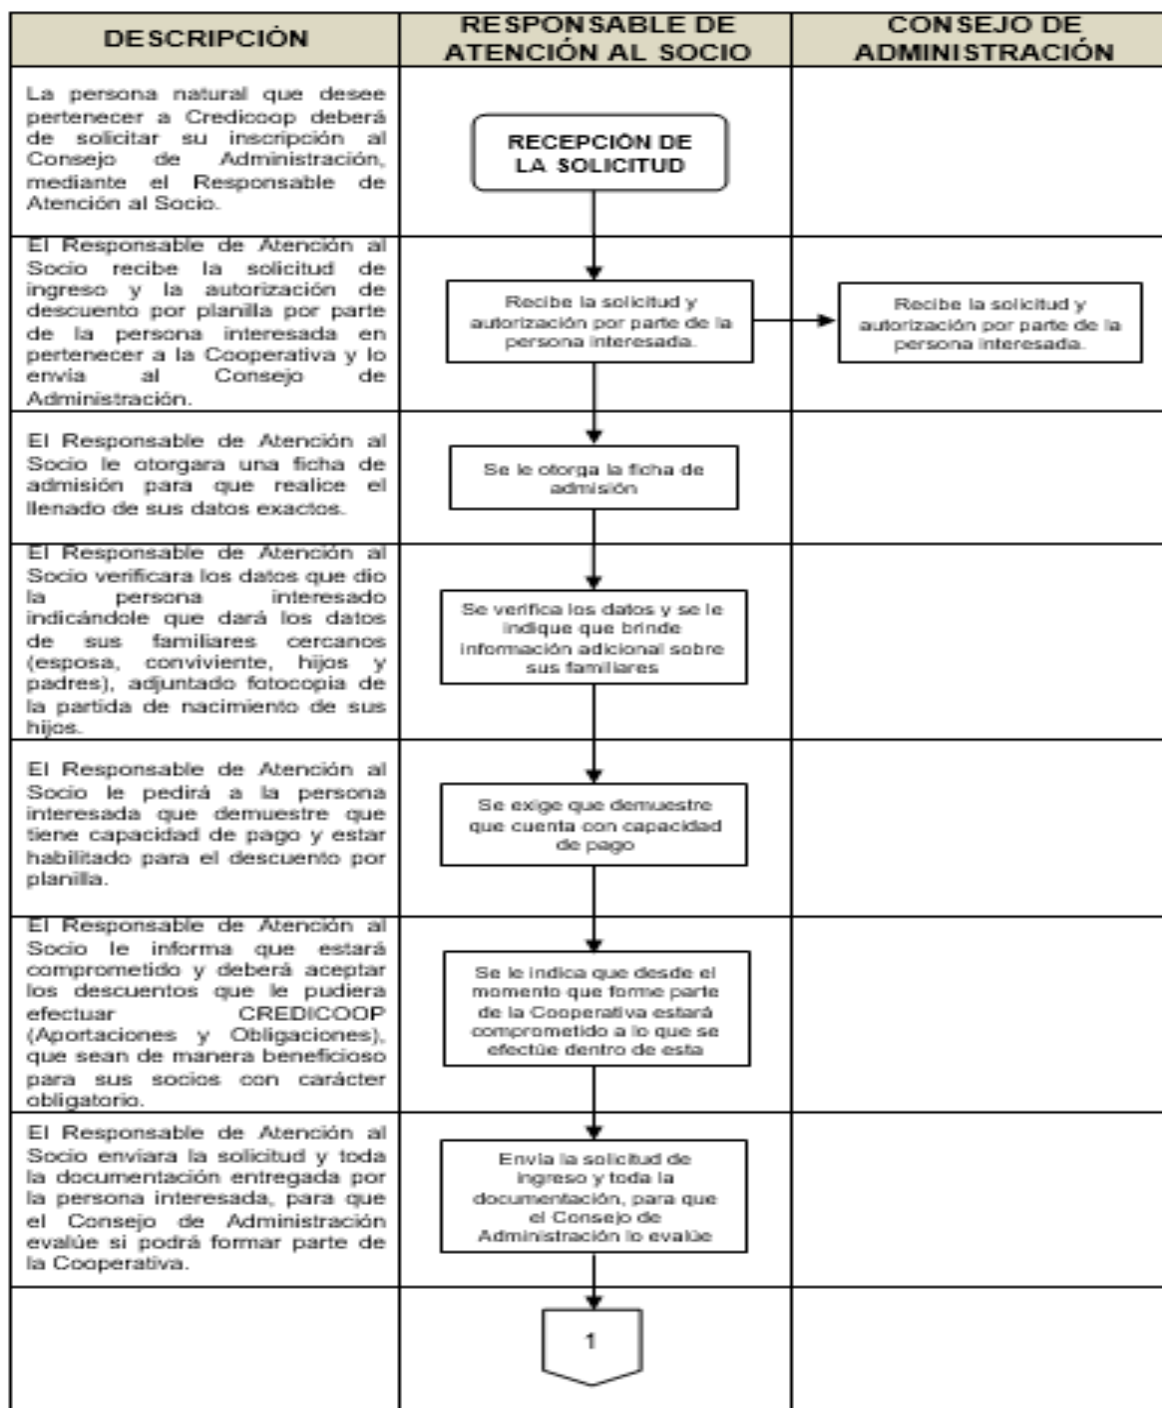 DESCRIPCIÓN
RESPONSABLE DE
ATENCIÓN AL SOCIO
CONSEJO DE
ADMINISTRACIÓN
La persona natural que desee
pertenecer a Credicoop deberá
de solicitar su inscripción al
Consejo de Administración,
mediante el Responsable de
Atención al Socio.
RECEPCIÓN DE
LA SOLICITUD
El Responsable de Atención al
Socio recibe la solicitud de
ingreso y la autorización de
descuento por planilla por parte
de la persona interesada en
pertenecer a la Cooperativa y lo
envía al Consejo de
Administración.
Recibe la solicitud y
autorización por parte de la
persona interesada.
Recibe la solicitud y
autorización por parte de la
persona interesada.
El Responsable de Atención al
Socio le otorgara una ficha de
admisión para que realice el
llenado de sus datos exactos.
Se le otorga la ficha de
admisión
El Responsable de Atención al
Socio verificara los datos que dio
la persona interesado
indicándole que dará los datos
de sus familiares cercanos
(esposa, conviviente, hijos y
padres), adjuntado fotocopia de
la partida de nacimiento de sus
hijos.
Se verifica los datos y se le
indique que brinde
información adicional sobre
sus familiares
El Responsable de Atención al
Socio le pedirá a la persona
interesada que demuestre que
tiene capacidad de pago y estar
habilitado para el descuento por
planilla.
Se exige que demuestre
que cuenta con capacidad
de pago
El Responsable de Atención al
Socio le informa que estará
comprometido y deberá aceptar
los descuentos que le pudiera
efectuar CREDICOOP
(Aportaciones y Obligaciones),
que sean de manera beneficioso
para sus socios con carácter
obligatorio.
Se le indica que desde el
momento que forme parte
de la Cooperativa estará
comprometido a lo que se
efectúe dentro de esta
El Responsable de Atención al
Socio enviara la solicitud y toda
la documentación entregada por
la persona interesada, para que
el Consejo de Administración
evalúe si podrá formar parte de
la Cooperativa.
Envía la solicitud de
ingreso y toda la
documentación, para que
el Consejo de
Administración lo evalúe
1